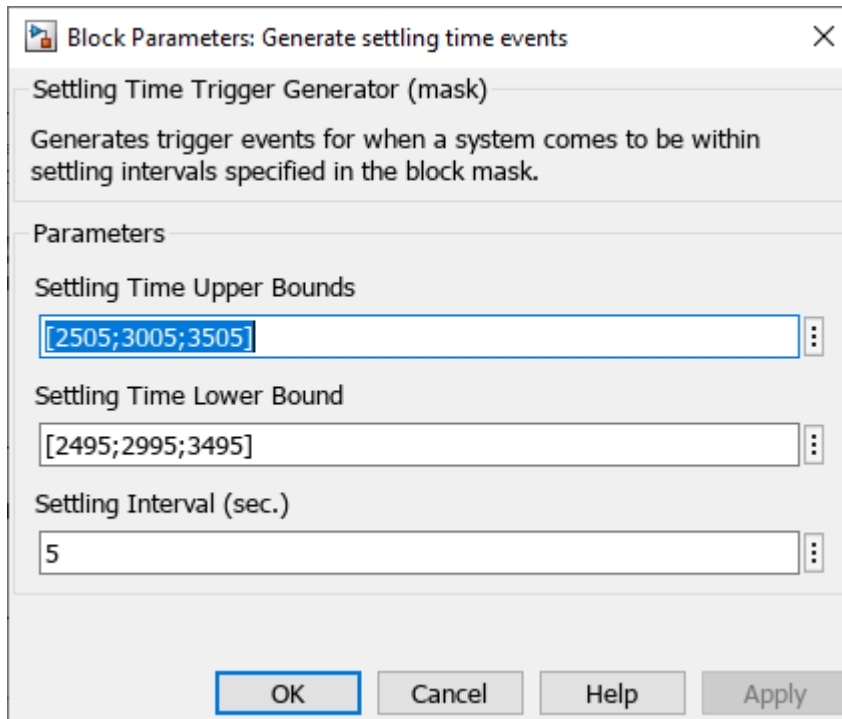 Block Parameters: Generate settling time events
Settling Time Trigger Generator (mask)
Generates trigger events for when a system comes to be within
settling intervals specified in the block mask.
Parameters
Settling Time Upper Bounds
[2505;3005;3505]
Settling Time Lower Bound
[2495;2995;3495]
Settling Interval (sec.)
5
OK Cancel Help Apply